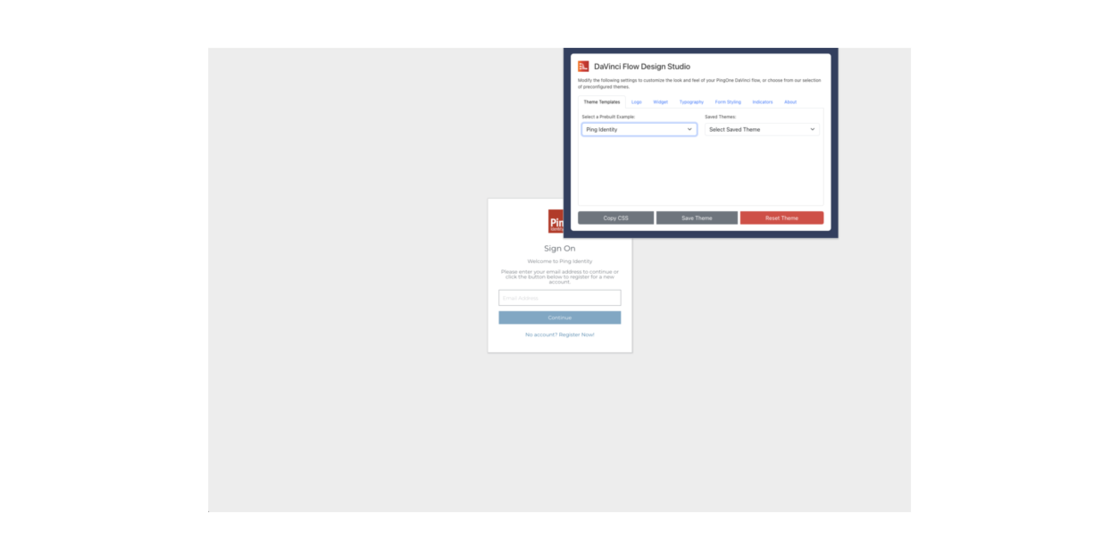 DaVinci Flow Design Studio
Modify the following settings to customize the look and feel of your PingOne DaVinci flow, or choose from our selection
of preconfigured themes.
Theme Templates Logo Widget Typography Form Styling Indicators About
Select a Prebuilt Example Saved Themes:
Ping Identity Select Saved Theme
Copy CSS Save Theme Reset Theme
Pin
Sign On
Welcome to Ping Identity
Please enter your email address to continue or
click the button below to register for a new
account.
Email Address
Continue
No account? Register Now!